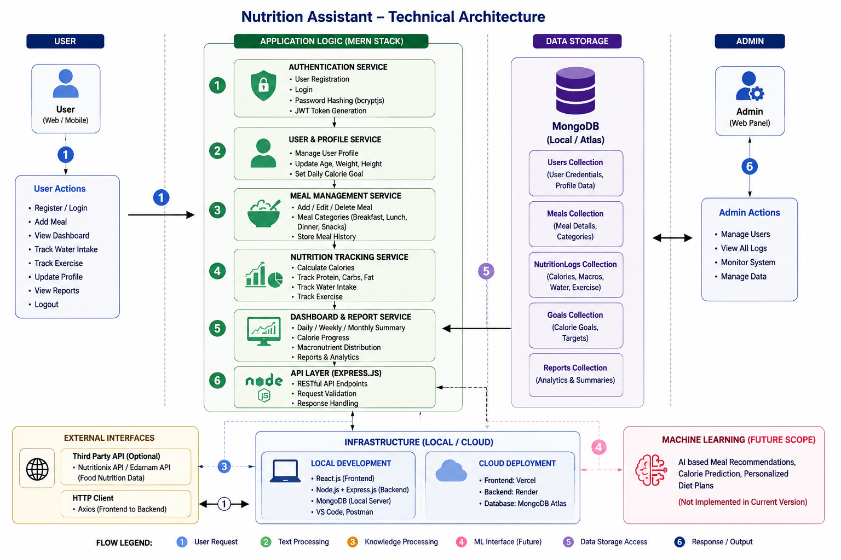 Nutrition Assistant – Technical Architecture
USER
User
(Web / Mobile)
1
User Actions
• Register / Login
• Add Meal
• View Dashboard
• Track Water Intake
• Track Exercise
• Update Profile
• View Reports
• Logout
1
APPLICATION LOGIC (MERN STACK)
1
AUTHENTICATION SERVICE
• User Registration
• Login
• Password Hashing (bcryptjs)
• JWT Token Generation
2
USER & PROFILE SERVICE
• Manage User Profile
• Update Age, Weight, Height
• Set Daily Calorie Goal
3
MEAL MANAGEMENT SERVICE
• Add / Edit / Delete Meal
• Meal Categories (Breakfast, Lunch,
Dinner, Snacks)
• Store Meal History
4
NUTRITION TRACKING SERVICE
• Calculate Calories
• Track Protein, Carbs, Fat
• Track Water Intake
• Track Exercise
5
DASHBOARD & REPORT SERVICE
• Daily / Weekly / Monthly Summary
• Calorie Progress
• Macronutrient Distribution
• Reports & Analytics
6
node
JS
API LAYER (EXPRESS.JS)
• RESTful API Endpoints
• Request Validation
• Response Handling
5
DATA STORAGE
MongoDB
(Local / Atlas)
Users Collection
(User Credentials,
Profile Data)
Meals Collection
(Meal Details,
Categories)
NutritionLogs Collection
(Calories, Macros,
Water, Exercise)
Goals Collection
(Calorie Goals,
Targets)
Reports Collection
(Analytics & Summaries)
ADMIN
Admin
(Web Panel)
6
Admin Actions
• Manage Users
• View All Logs
• Monitor System
• Manage Data
EXTERNAL INTERFACES
Third Party API (Optional)
• Nutritionix API / Edamam API
(Food Nutrition Data)
HTTP Client
• Axios (Frontend to Backend)
3
1
INFRASTRUCTURE (LOCAL / CLOUD)
LOCAL DEVELOPMENT
• React.js (Frontend)
• Node.js + Express.js (Backend)
• MongoDB (Local Server)
• VS Code, Postman
CLOUD DEPLOYMENT
• Frontend: Vercel
• Backend: Render
• Database: MongoDB Atlas
4
MACHINE LEARNING (FUTURE SCOPE)
AI based Meal Recommendations,
Calorie Prediction, Personalized
Diet Plans
(Not Implemented in Current Version)
FLOW LEGEND:
1 User Request
2 Text Processing
3 Knowledge Processing
4 ML Interface (Future)
5 Data Storage Access
6 Response / Output